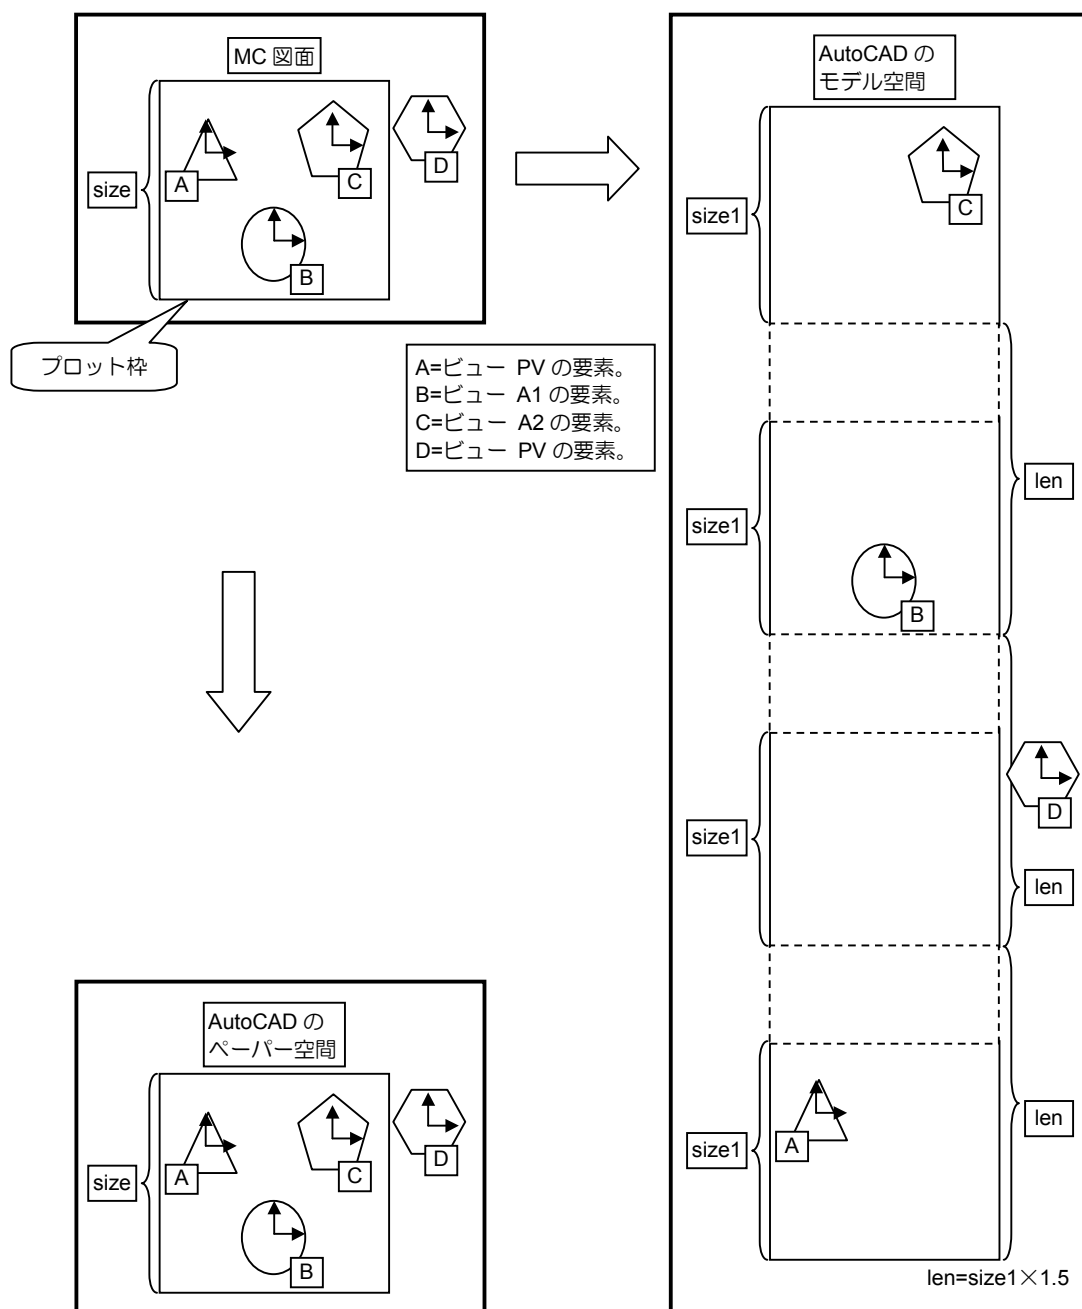 MC 図面
size
A
C
D
B
プロット枠
A=ビュー PV の要素。
B=ビュー A1 の要素。
C=ビュー A2 の要素。
D=ビュー PV の要素。
AutoCAD の
モデル空間
size1
C
len
size1
B
D
size1
len
size1
A
len
len=size1×1.5
AutoCAD の
ペーパー空間
size
A
C
D
B